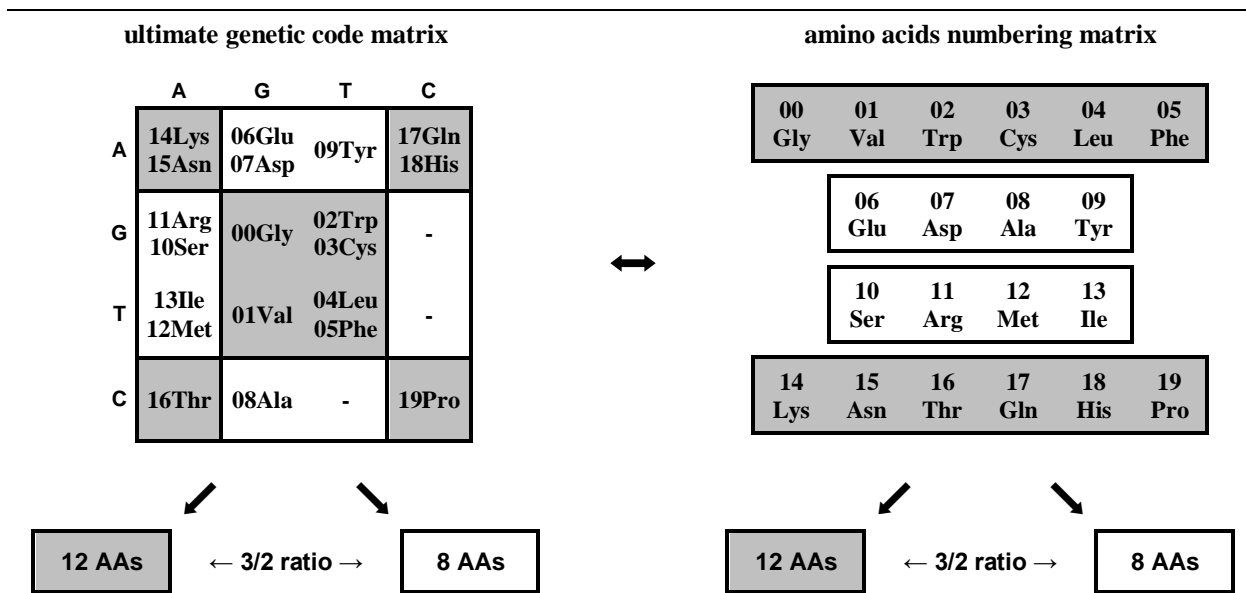 ultimate genetic code matrix
A G T C
A 14Lys 15Asn 06Glu 07Asp 09Tyr 17Gln 18His
G 11Arg 10Ser 00Gly 02Trp 03Cys -
T 13Ile 12Met 01Val 04Leu 05Phe -
C 16Thr 08Ala - 19Pro
12 AAs ← 3/2 ratio → 8 AAs
amino acids numbering matrix
00 01 02 03 04 05
Gly Val Trp Cys Leu Phe
06 07 08 09
Glu Asp Ala Tyr
10 11 12 13
Ser Arg Met Ile
14 15 16 17 18 19
Lys Asn Thr Gln His Pro
12 AAs ← 3/2 ratio → 8 AAs